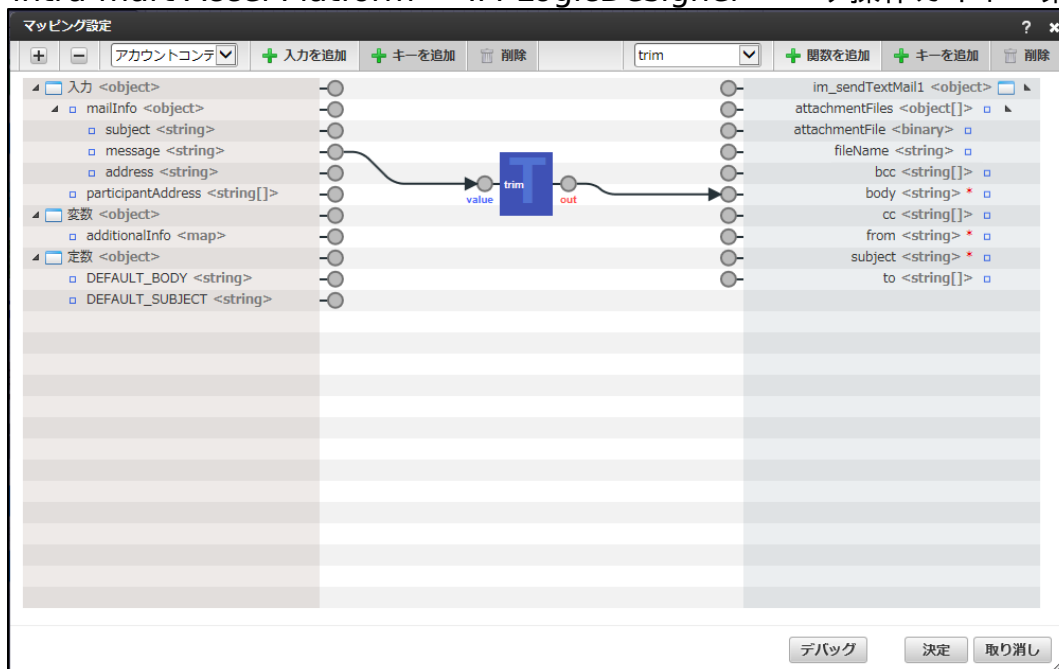 マッピング設定 ? ×
アカウントコンテ 入力を追加 キーを追加 削除 trim 関数を追加 キーを追加 削除
入力 <object> im_sendTextMail1 <object>
mailInfo <object> attachmentFiles <object[]>
subject <string> attachmentFile <binary>
message <string> fileName <string>
address <string> bcc <string[]>
participantAddress <string[]> body <string> *
trim
value out
変数 <object> cc <string[]>
additionalInfo <map> from <string> *
定数 <object> subject <string> *
DEFAULT_BODY <string> to <string[]>
DEFAULT_SUBJECT <string>
デバッグ 決定 取り消し